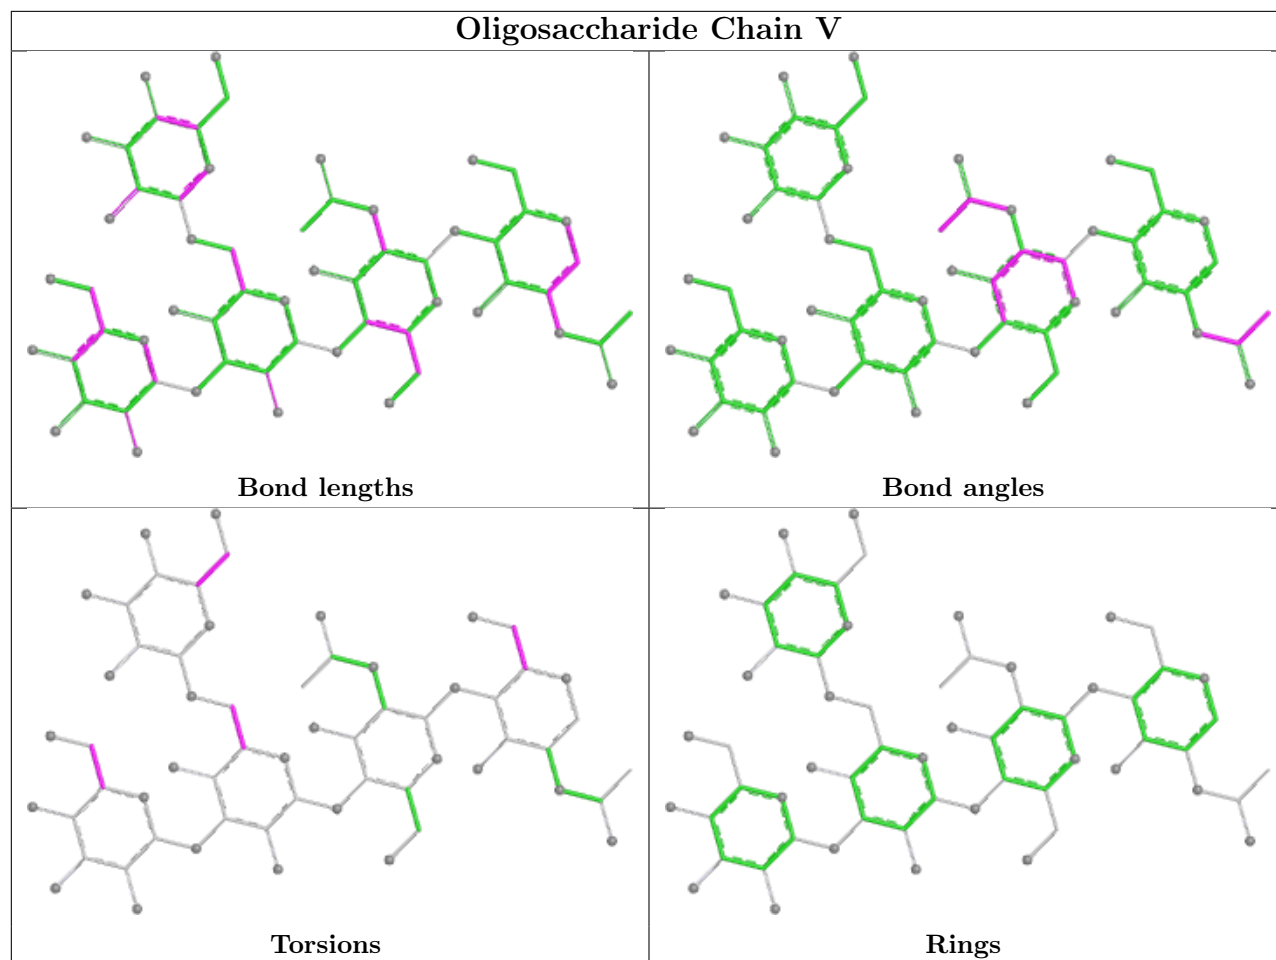 Oligosaccharide Chain V
Bond lengths
Bond angles
Torsions
Rings